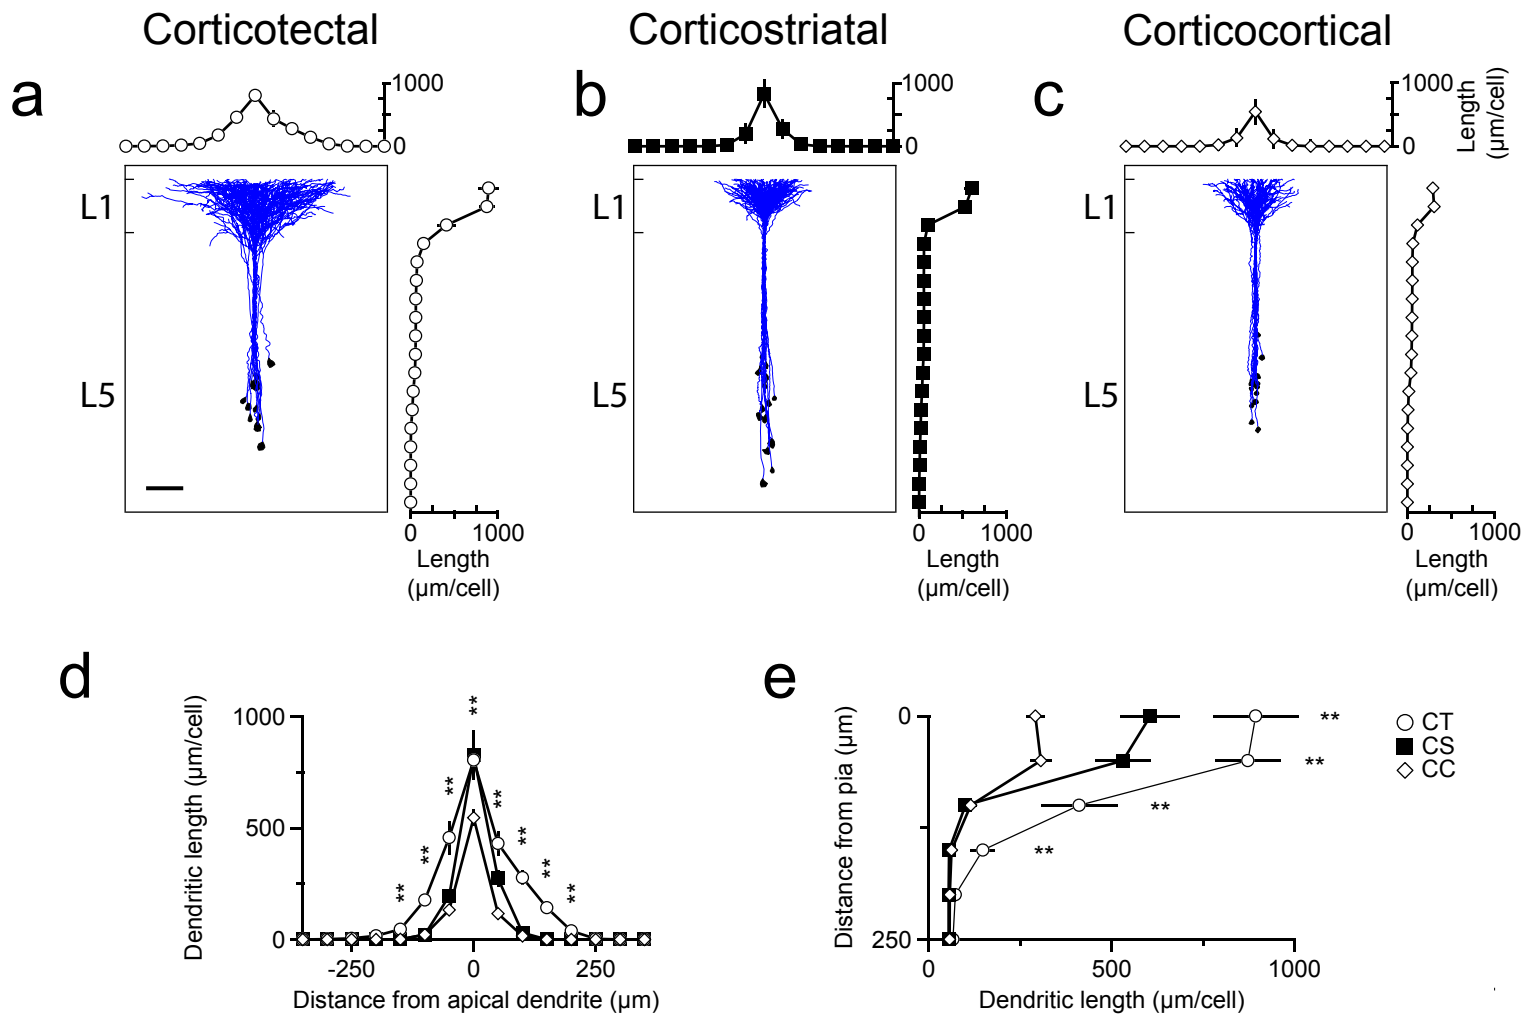 Corticotectal
Corticostriatal
Corticocortical
a
1000
0
b
1000
0
c
1000
0
Length
(µm/cell)
L1
L5
0
1000
Length
(µm/cell)
L1
L5
0
1000
Length
(µm/cell)
L1
L5
0
1000
Length
(µm/cell)
d
Dendritic length (µm/cell)
1000
500
0
**
**
**
**
**
**
**
**
-250
0
250
Distance from apical dendrite (µm)
e
Distance from pia (µm)
0
250
**
**
**
**
0
500
1000
Dendritic length (µm/cell)
CT
CS
CC